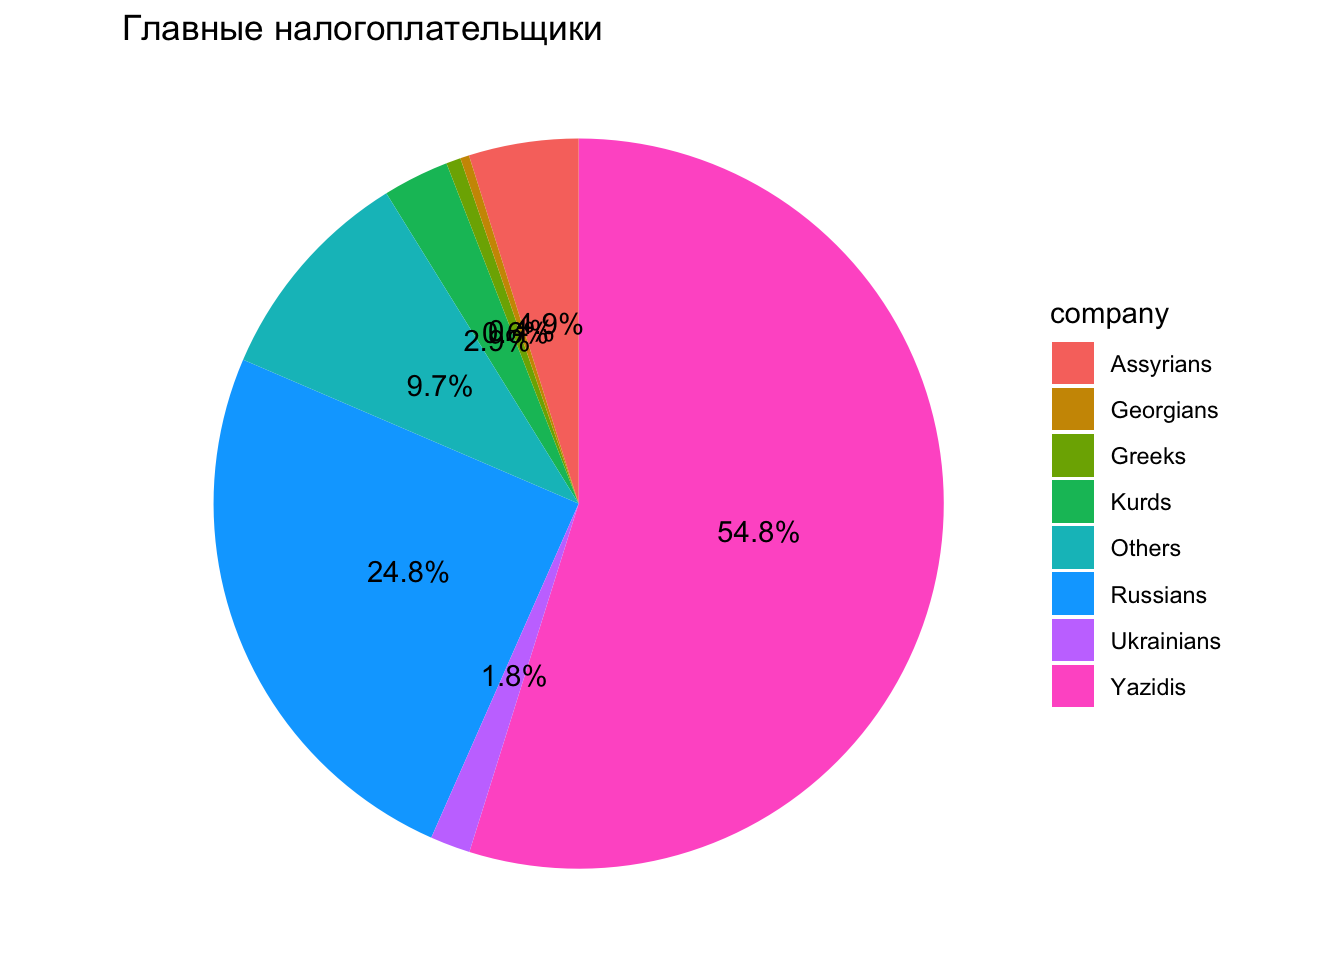 Главные налогоплательщики
4.9%
2.9%
9.7%
54.8%
24.8%
1.8%
company
Assyrians
Georgians
Greeks
Kurds
Others
Russians
Ukrainians
Yazidis